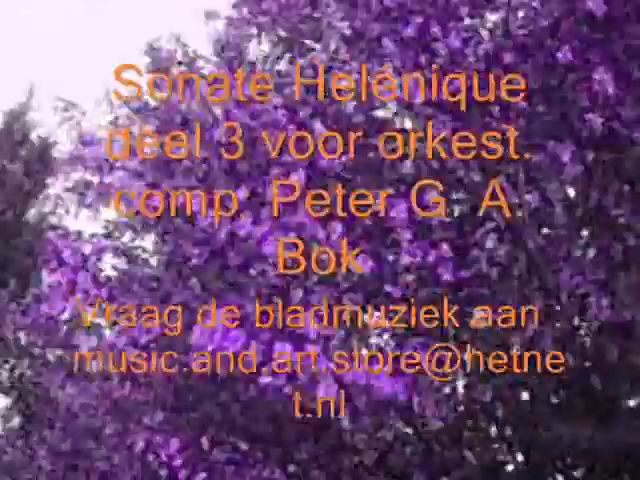 Sonate Helénique
deel 3 voor orkest.
comp. Peter G. A.
Bok
Vraag de bladmuziek aan :
music.and.art.store@hetne
t.nl